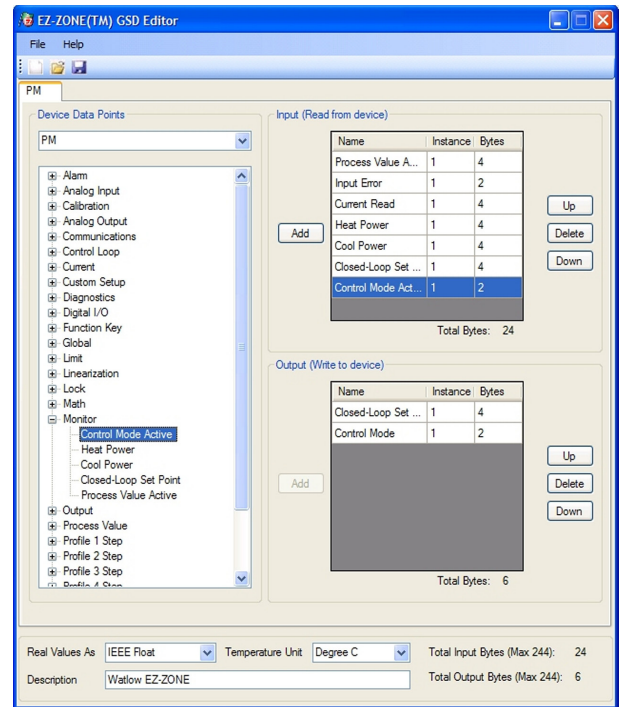 EZ-ZONE(TM) GSD Editor
File Help
PM
Device Data Points
PM
Alarm
Analog Input
Calibration
Analog Output
Communications
Control Loop
Current
Custom Setup
Diagnostics
Digital I/O
Function Key
Global
Limit
Linearization
Lock
Math
Monitor
Control Mode Active
Heat Power
Cool Power
Closed-Loop Set Point
Process Value Active
Output
Process Value
Profile 1 Step
Profile 2 Step
Profile 3 Step
Profile 4 Step
Input (Read from device)
Add
Name Instance Bytes
Process Value A... 1 4
Input Error 1 2
Current Read 1 4
Heat Power 1 4
Cool Power 1 4
Closed-Loop Set ... 1 4
Control Mode Act... 1 2
Total Bytes: 24
Up
Delete
Down
Output (Write to device)
Add
Name Instance Bytes
Closed-Loop Set ... 1 4
Control Mode 1 2
Total Bytes: 6
Up
Delete
Down
Real Values As IEEE Float Temperature Unit Degree C Total Input Bytes (Max 244): 24
Description Watlow EZ-ZONE Total Output Bytes (Max 244): 6